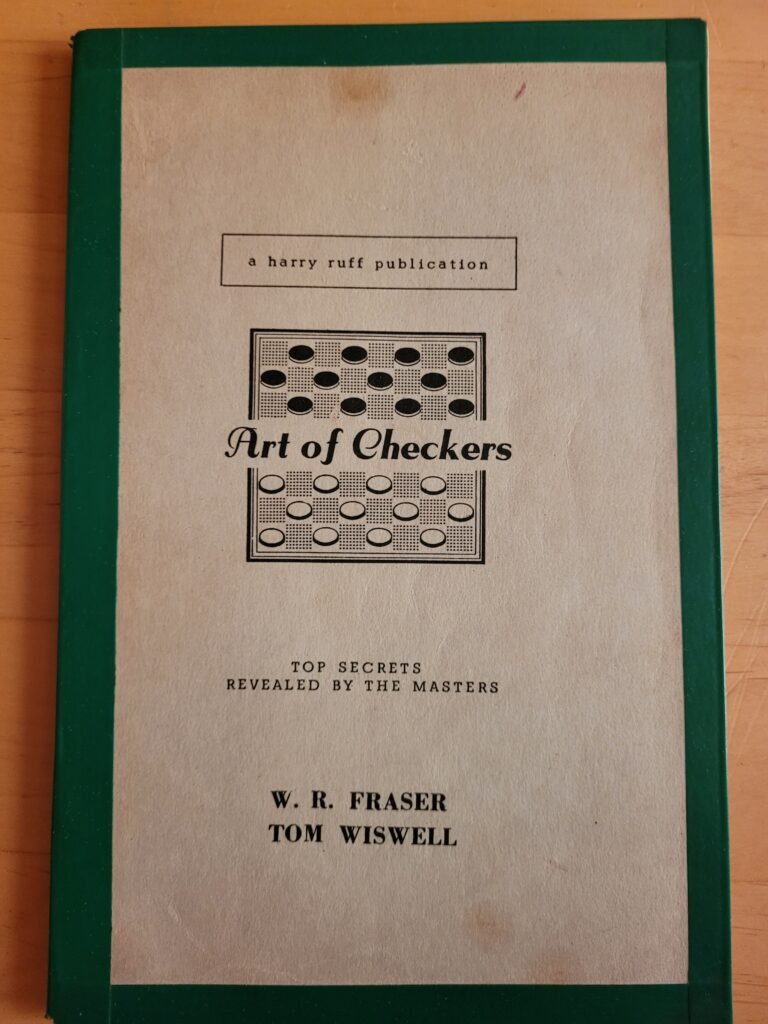 a harry ruff publication
Art of Checkers
TOP SECRETS
REVEALED BY THE MASTERS
W. R. FRASER
TOM WISWELL